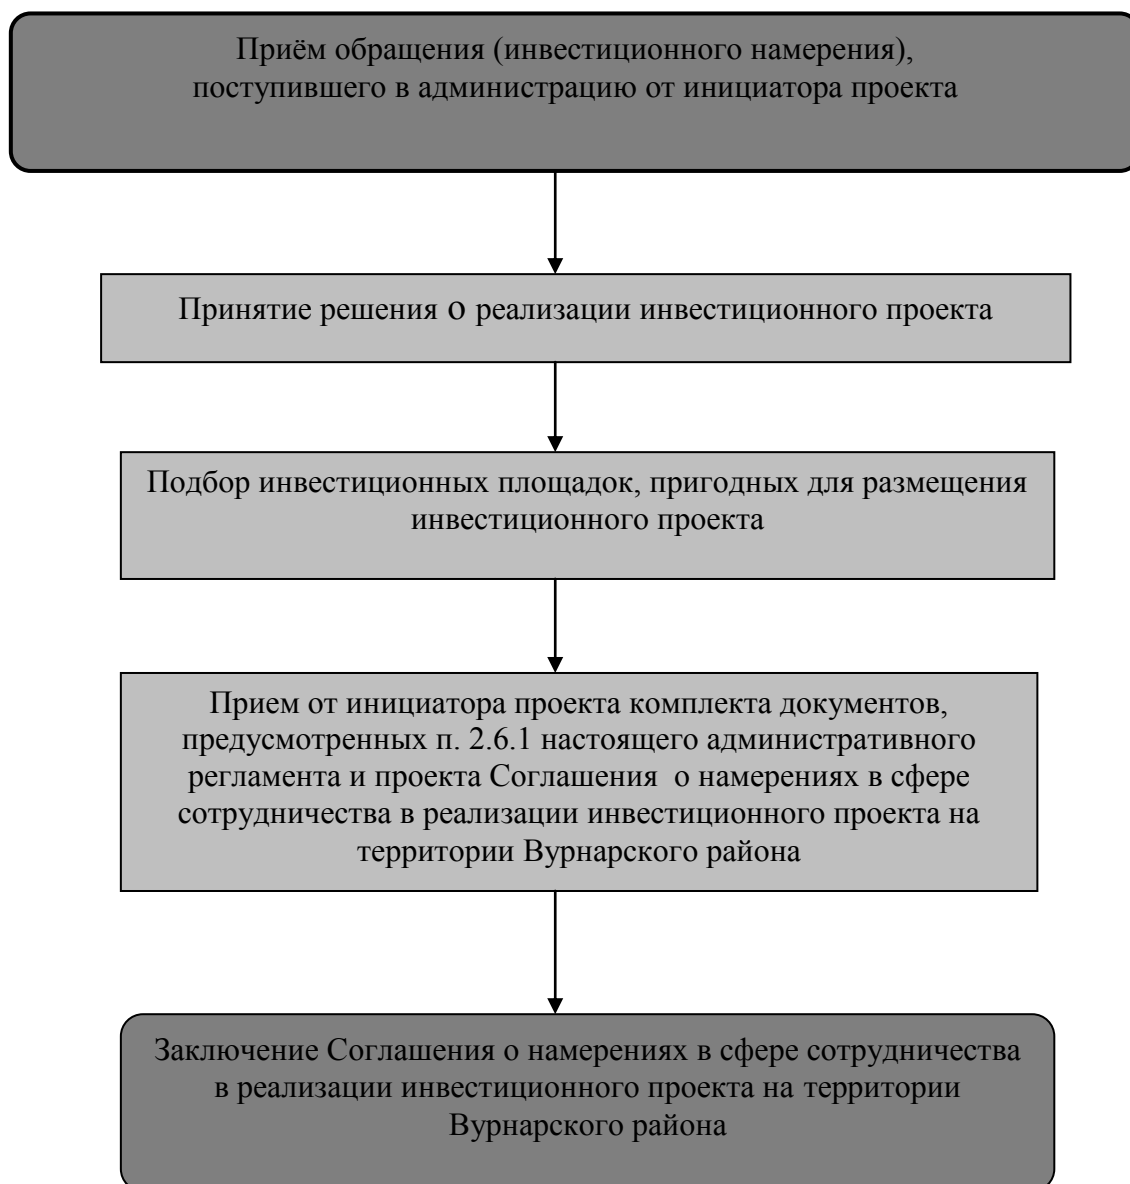 Приём обращения (инвестиционного намерения),
поступившего в администрацию от инициатора проекта
Принятие решения о реализации инвестиционного проекта
Подбор инвестиционных площадок, пригодных для размещения
инвестиционного проекта
Прием от инициатора проекта комплекта документов,
предусмотренных п. 2.6.1 настоящего административного
регламента и проекта Соглашения  о намерениях в сфере
сотрудничества в реализации инвестиционного проекта на
территории Вурнарского района
Заключение Соглашения о намерениях в сфере сотрудничества
в реализации инвестиционного проекта на территории
Вурнарского района